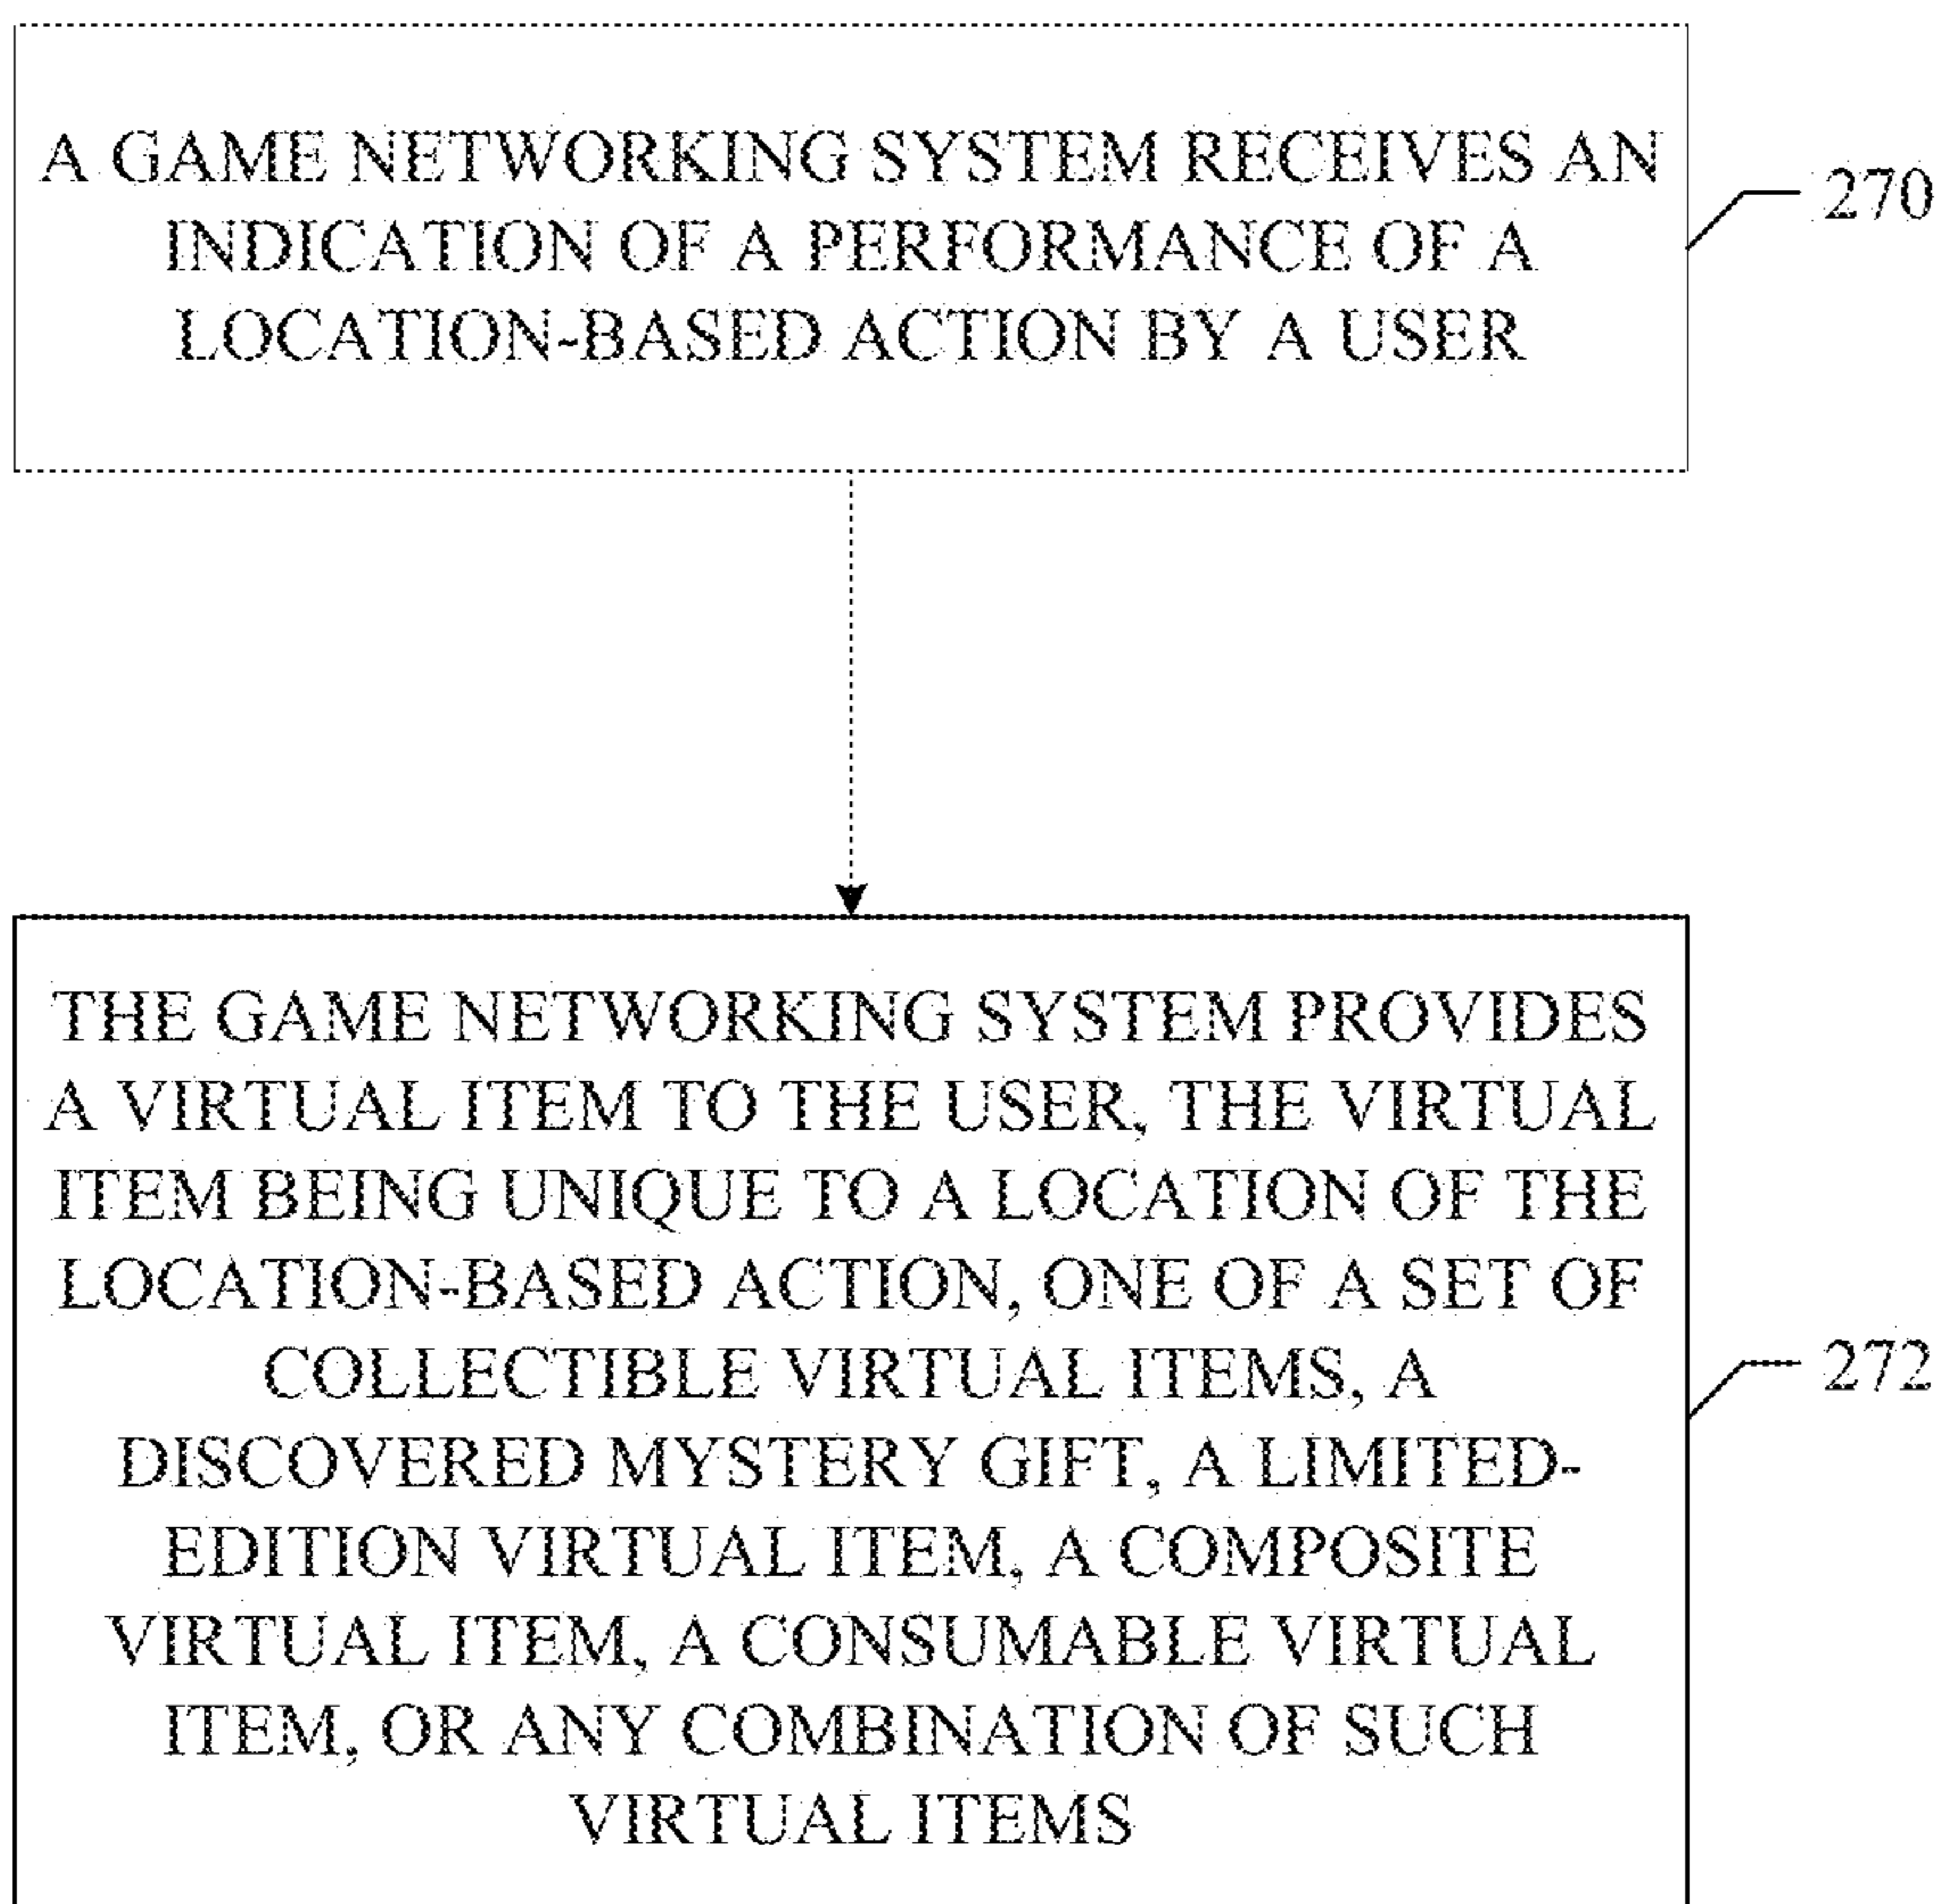 A GAME NETWORKING SYSTEM RECEIVES AN
INDICATION OF A PERFORMANCE OF A
LOCATION-BASED ACTION BY A USER
270
THE GAME NETWORKING SYSTEM PROVIDES
A VIRTUAL ITEM TO THE USER, THE VIRTUAL
ITEM BEING UNIQUE TO A LOCATION OF THE
LOCATION-BASED ACTION, ONE OF A SET OF
COLLECTIBLE VIRTUAL ITEMS, A
DISCOVERED MYSTERY GIFT, A LIMITED-
EDITION VIRTUAL ITEM, A COMPOSITE
VIRTUAL ITEM, A CONSUMABLE VIRTUAL
ITEM, OR ANY COMBINATION OF SUCH
VIRTUAL ITEMS
272